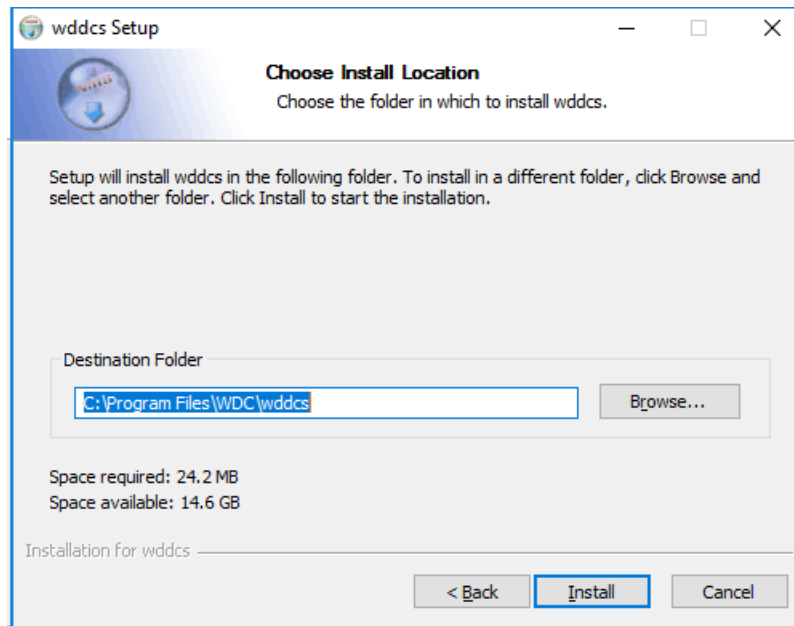 wddcs Setup
Choose Install Location
Choose the folder in which to install wddcs.
Setup will install wddcs in the following folder. To install in a different folder, click Browse and
select another folder. Click Install to start the installation.
Destination Folder
C:\Program Files\WDC\wddcs
Browse...
Space required: 24.2 MB
Space available: 14.6 GB
Installation for wddcs
< Back
Install
Cancel